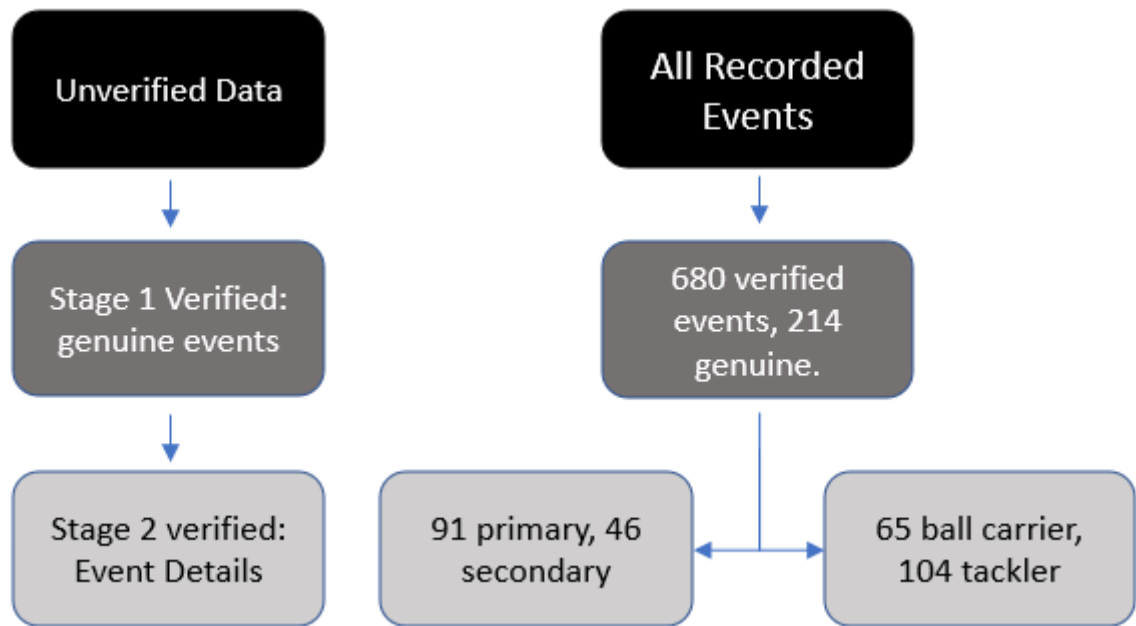 Unverified Data
All Recorded
Events
Stage 1 Verified:
genuine events
680 verified
events, 214
genuine.
Stage 2 verified:
Event Details
91 primary, 46
secondary
65 ball carrier,
104 tackler